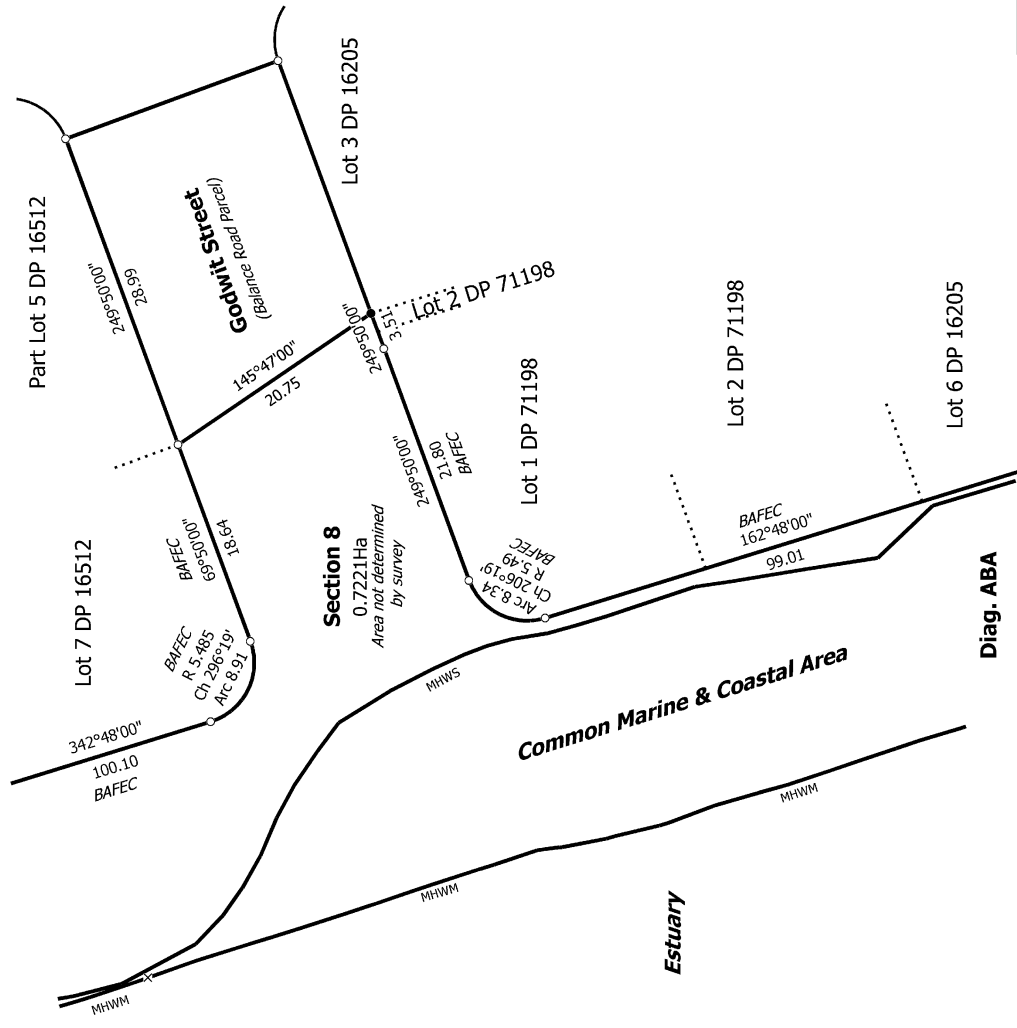 Part Lot 5 DP 16512
Lot 3 DP 16205
249°50'00"
28.99
Godwit Street
(Balance Road Parcel)
145°47'00"
20.75
249°50'00"
3.51
Lot 2 DP 71198
Lot 7 DP 16512
BAFEC
69°50'00"
18.64
Section 8
0.7221Ha
Area not determined
by survey
249°50'00"
21.80
BAFEC
Lot 1 DP 71198
Lot 2 DP 71198
Lot 6 DP 16205
BAFEC
R 5.485
Ch 296°19'
Arc 8.91
Arc 8.34
Ch 206°19'
R 5.49
BAFEC
BAFEC
162°48'00"
99.01
342°48'00"
100.10
BAFEC
MHWS
Common Marine & Coastal Area
Diag. ABA
MHWM
MHWM
MHWM
Estuary